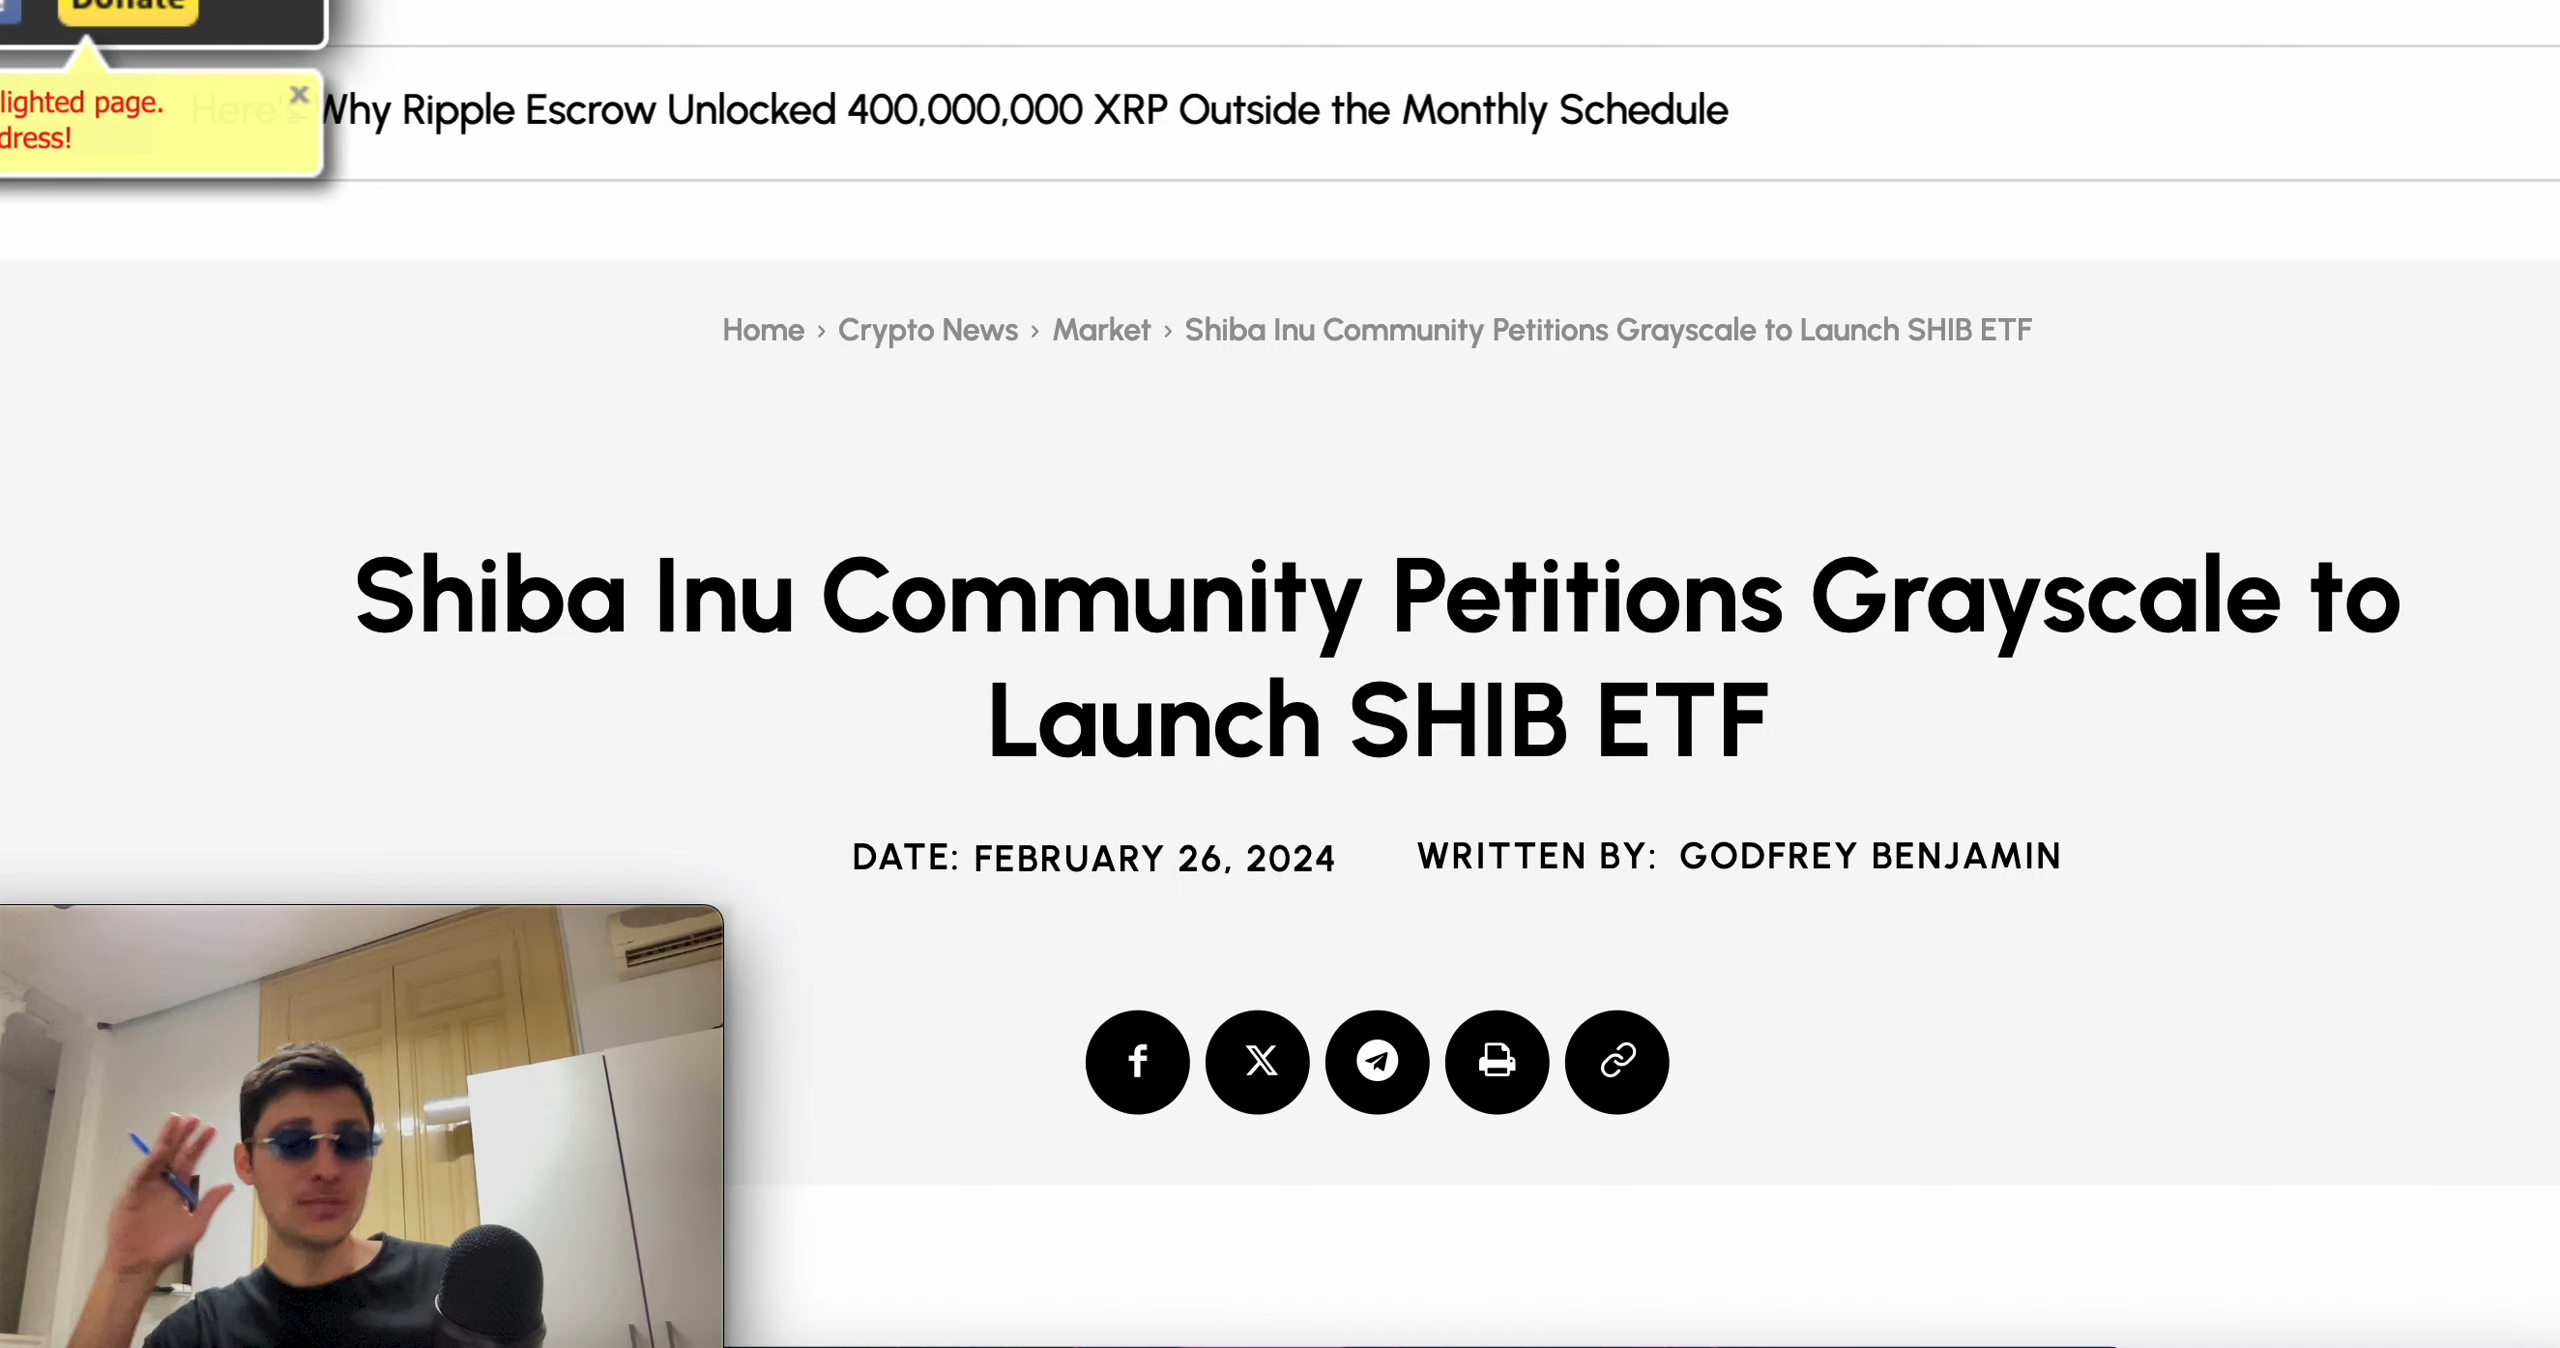 Donate
lighted page.
dress!
Here's Why Ripple Escrow Unlocked 400,000,000 XRP Outside the Monthly Schedule
Home › Crypto News › Market › Shiba Inu Community Petitions Grayscale to Launch SHIB ETF
Shiba Inu Community Petitions Grayscale to
Launch SHIB ETF
DATE: FEBRUARY 26, 2024 WRITTEN BY: GODFREY BENJAMIN